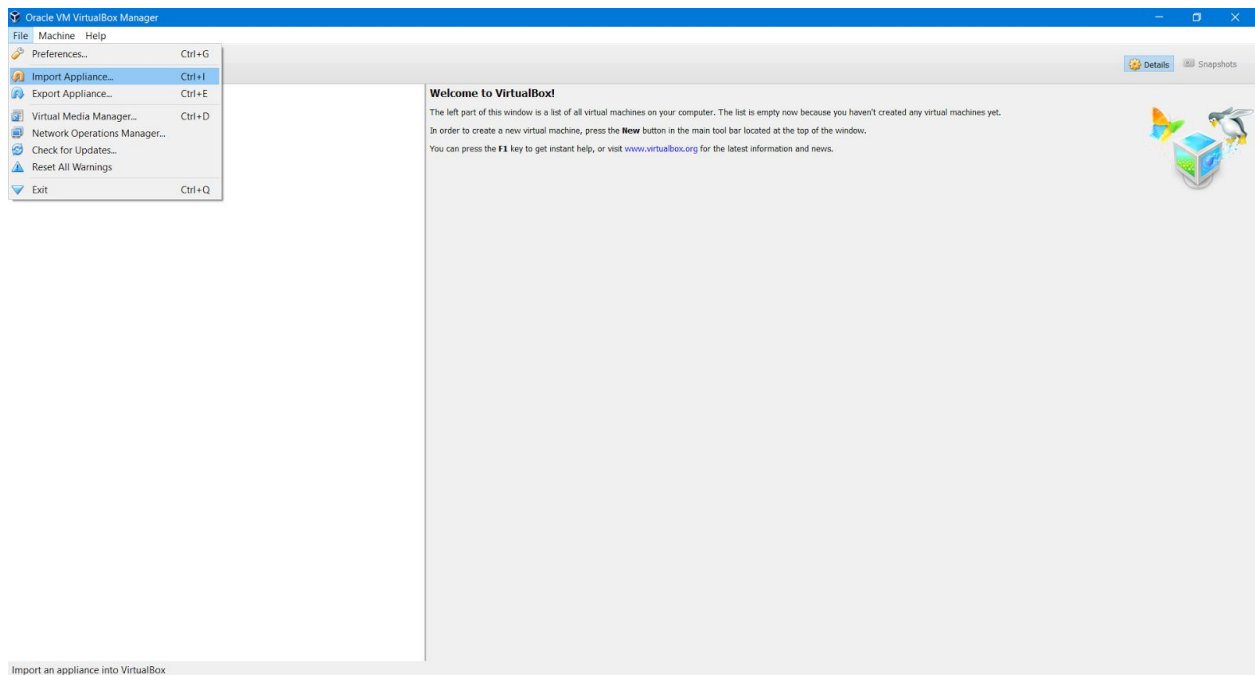 Oracle VM VirtualBox Manager
File Machine Help
Preferences... Ctrl+G
Import Appliance... Ctrl+I
Export Appliance... Ctrl+E
Virtual Media Manager... Ctrl+D
Network Operations Manager...
Check for Updates...
Reset All Warnings
Exit Ctrl+Q
Details Snapshots
Welcome to VirtualBox!
The left part of this window is a list of all virtual machines on your computer. The list is empty now because you haven't created any virtual machines yet.
In order to create a new virtual machine, press the New button in the main tool bar located at the top of the window.
You can press the F1 key to get instant help, or visit www.virtualbox.org for the latest information and news.
Import an appliance into VirtualBox